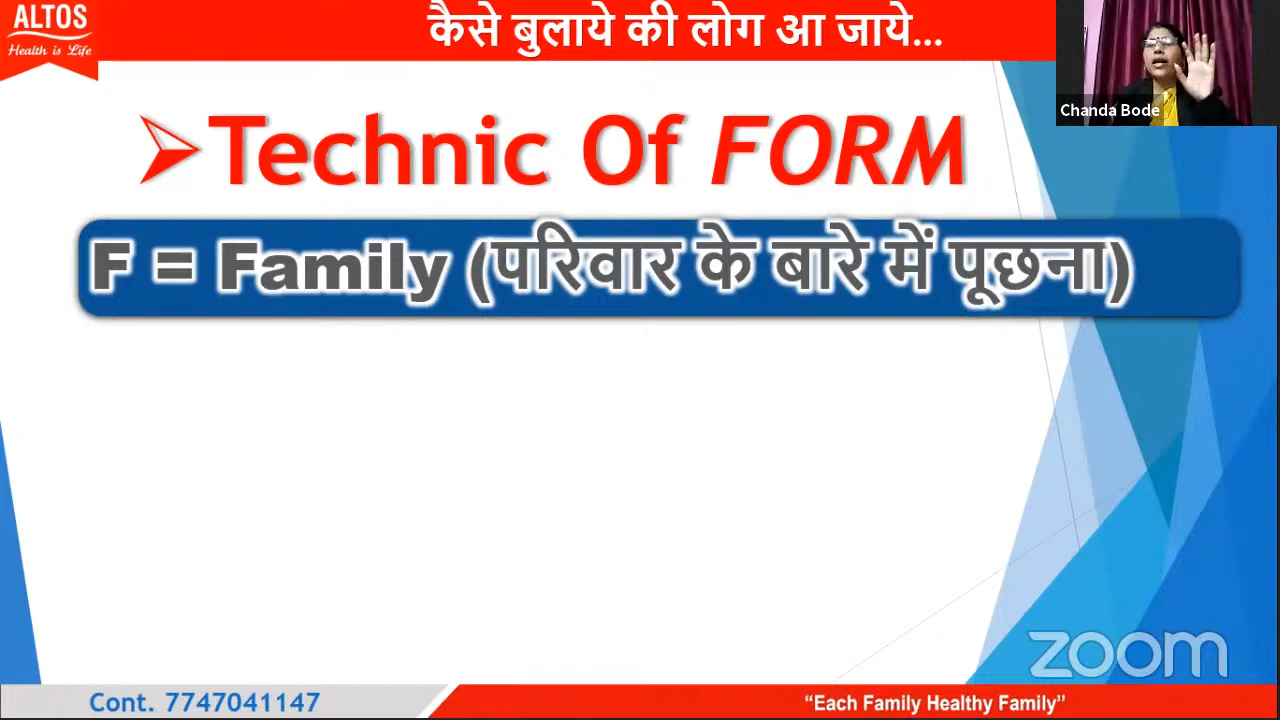 ALTOS
Health is Life
कैसे बुलाये की लोग आ जाये...
Chanda Bode
Technic Of FORM
F = Family (परिवार के बारे में पूछना)
zoom
Cont. 7747041147
“Each Family Healthy Family”